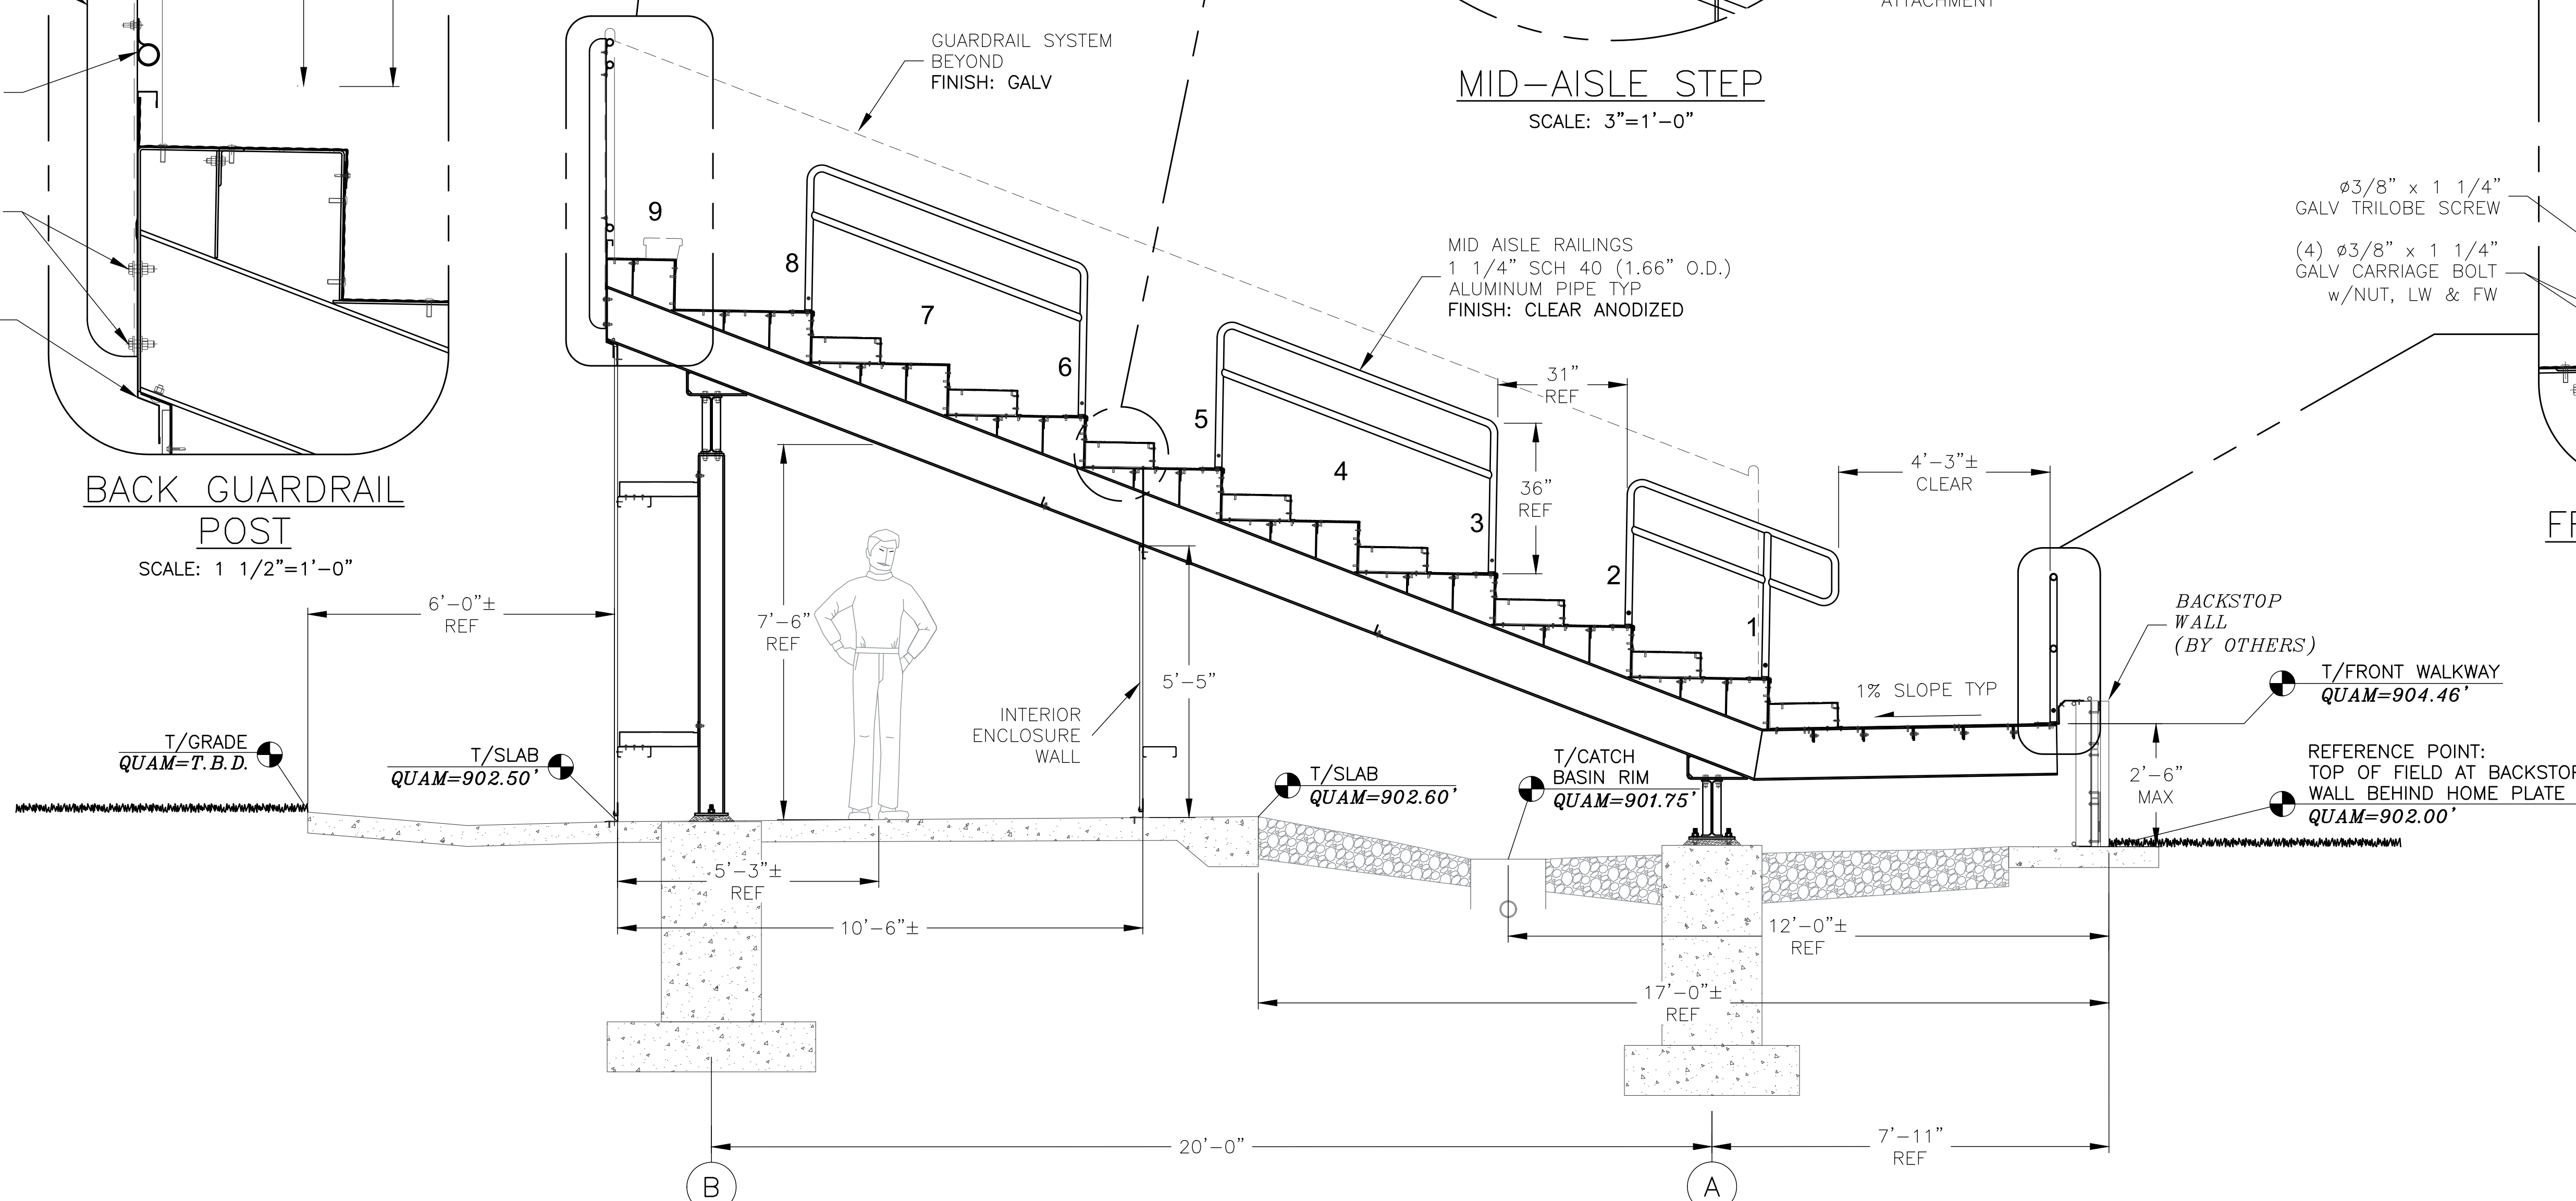 ATTACHMENT
GUARDRAIL SYSTEM
BEYOND
FINISH: GALV
MID-AISLE STEP
SCALE: 3"=1'-0"
Ø3/8" x 1 1/4"
GALV TRILOBE SCREW
(4) Ø3/8" x 1 1/4"
GALV CARRIAGE BOLT
w/NUT, LW & FW
MID AISLE RAILINGS
1 1/4" SCH 40 (1.66" O.D.)
ALUMINUM PIPE TYP
FINISH: CLEAR ANODIZED
9
8
7
6
5
4
3
2
1
31"
REF
36"
REF
4'-3"±
CLEAR
BACK GUARDRAIL
POST
SCALE: 1 1/2"=1'-0"
6'-0"±
REF
7'-6"
REF
5'-5"
INTERIOR
ENCLOSURE
WALL
1% SLOPE TYP
BACKSTOP
WALL
(BY OTHERS)
T/FRONT WALKWAY
QUAM=904.46'
REFERENCE POINT:
TOP OF FIELD AT BACKSTOP
WALL BEHIND HOME PLATE
QUAM=902.00'
2'-6"
MAX
T/GRADE
QUAM=T.B.D.
T/SLAB
QUAM=902.50'
T/SLAB
QUAM=902.60'
T/CATCH
BASIN RIM
QUAM=901.75'
5'-3"±
REF
10'-6"±
12'-0"±
REF
17'-0"±
REF
20'-0"
7'-11"
REF
B
A